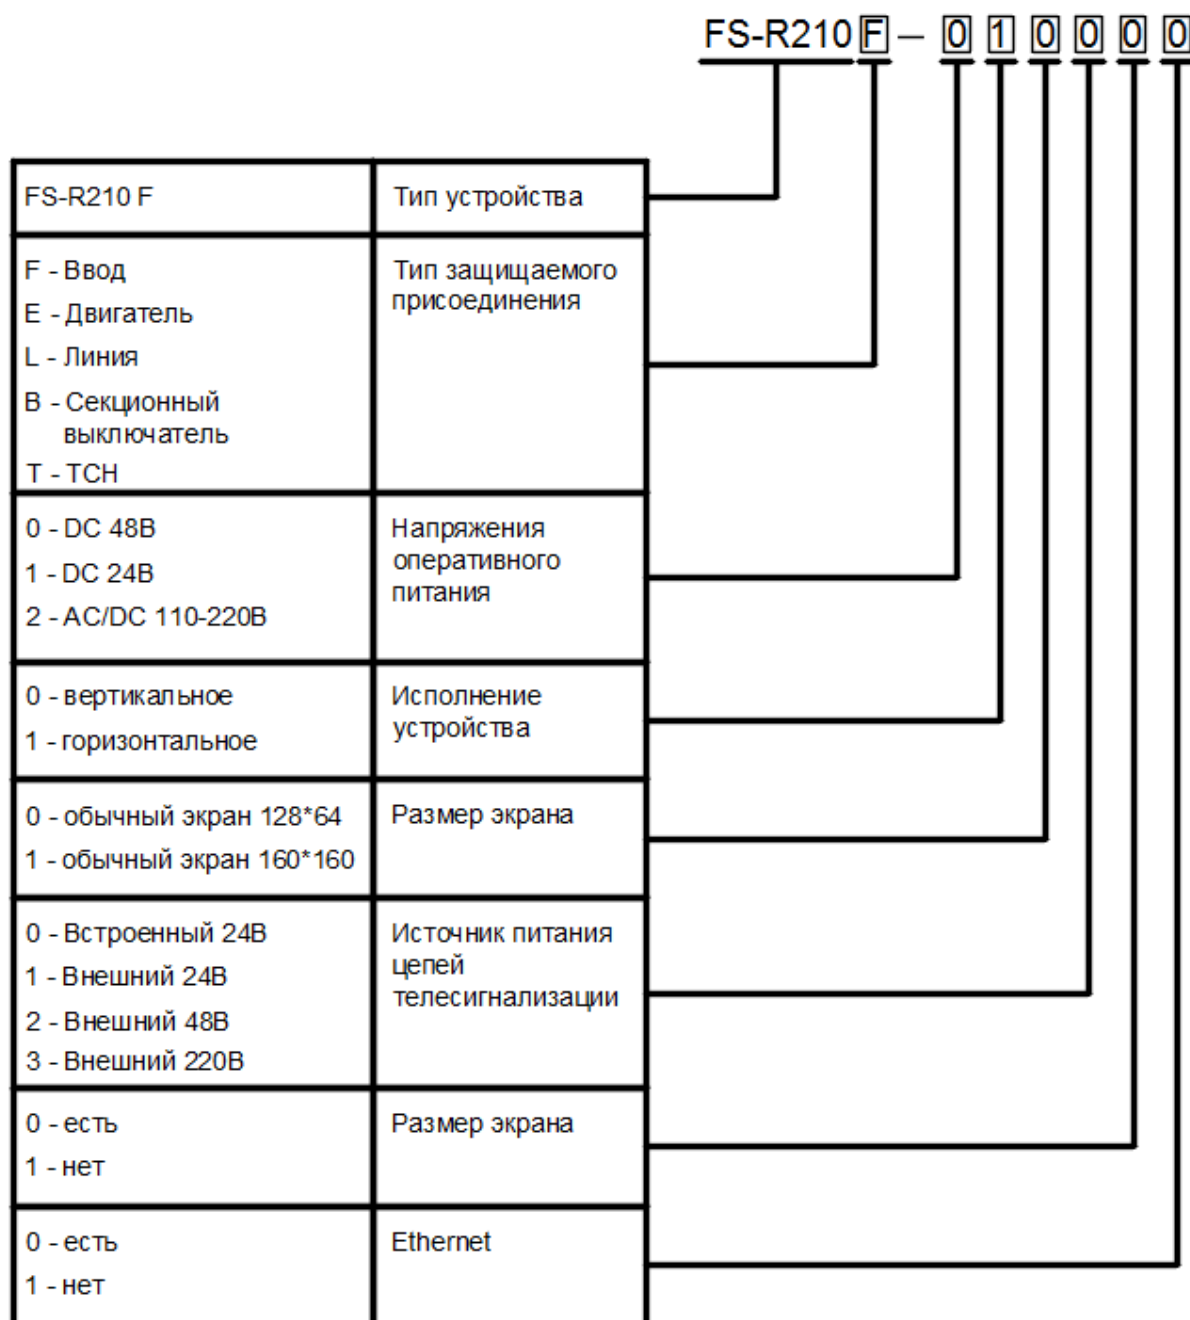 FS-R210 F – 0 1 0 0 0 0
FS-R210 F
Тип устройства
F - Ввод
E - Двигатель
L - Линия
B - Секционный
выключатель
T - ТСН
Тип защищаемого
присоединения
0 - DC 48В
1 - DC 24В
2 - AC/DC 110-220В
Напряжения
оперативного
питания
0 - вертикальное
1 - горизонтальное
Исполнение
устройства
0 - обычный экран 128*64
1 - обычный экран 160*160
Размер экрана
0 - Встроенный 24В
1 - Внешний 24В
2 - Внешний 48В
3 - Внешний 220В
Источник питания
цепей
телесигнализации
0 - есть
1 - нет
Размер экрана
0 - есть
1 - нет
Ethernet